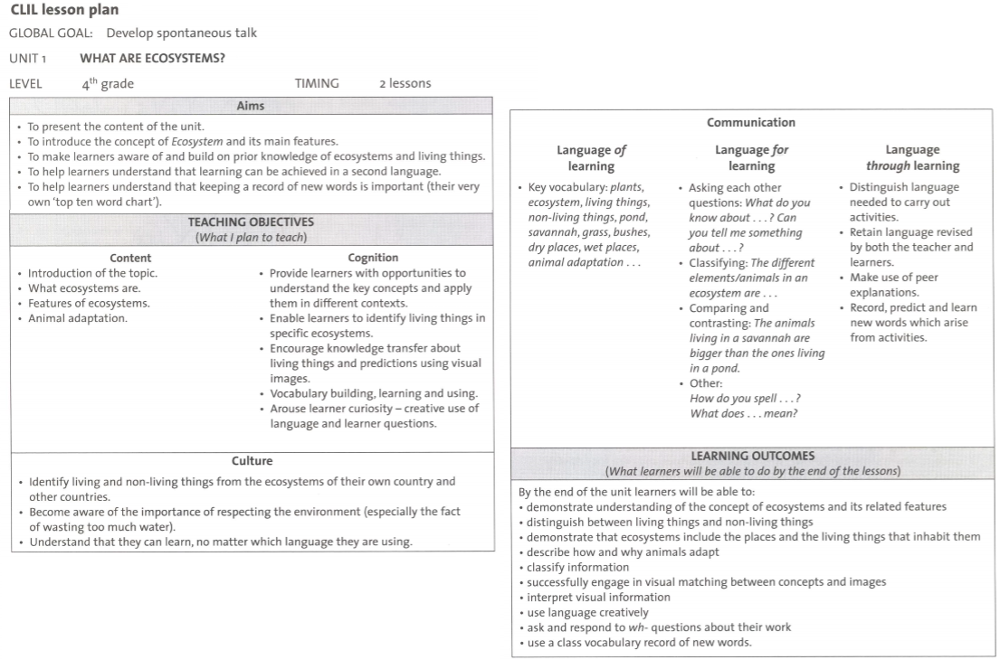 CLIL lesson plan
GLOBAL GOAL: Develop spontaneous talk
UNIT 1 WHAT ARE ECOSYSTEMS?
LEVEL 4th grade TIMING 2 lessons
Aims
• To present the content of the unit.
• To introduce the concept of Ecosystem and its main features.
• To make learners aware of and build on prior knowledge of ecosystems and living things.
• To help learners understand that learning can be achieved in a second language.
• To help learners understand that keeping a record of new words is important (their very
own ‘top ten word chart’).
TEACHING OBJECTIVES
(What I plan to teach)
Content
• Introduction of the topic.
• What ecosystems are.
• Features of ecosystems.
• Animal adaptation.
Cognition
• Provide learners with opportunities to
understand the key concepts and apply
them in different contexts.
• Enable learners to identify living things in
specific ecosystems.
• Encourage knowledge transfer about
living things and predictions using visual
images.
• Vocabulary building, learning and using.
• Arouse learner curiosity – creative use of
language and learner questions.
Culture
• Identify living and non-living things from the ecosystems of their own country and
other countries.
• Become aware of the importance of respecting the environment (especially the fact
of wasting too much water).
• Understand that they can learn, no matter which language they are using.
Communication
Language of
learning
• Key vocabulary: plants,
ecosystem, living things,
non-living things, pond,
savannah, grass, bushes,
dry places, wet places,
animal adaptation . . .
Language for
learning
• Asking each other
questions: What do you
know about . . . ? Can
you tell me something
about . . . ?
• Classifying: The different
elements/animals in an
ecosystem are . . .
• Comparing and
contrasting: The animals
living in a savannah are
bigger than the ones living
in a pond.
• Other:
How do you spell . . . ?
What does . . . mean?
Language
through learning
• Distinguish language
needed to carry out
activities.
• Retain language revised
by both the teacher and
learners.
• Make use of peer
explanations.
• Record, predict and learn
new words which arise
from activities.
LEARNING OUTCOMES
(What learners will be able to do by the end of the lessons)
By the end of the unit learners will be able to:
• demonstrate understanding of the concept of ecosystems and its related features
• distinguish between living things and non-living things
• demonstrate that ecosystems include the places and the living things that inhabit them
• describe how and why animals adapt
• classify information
• successfully engage in visual matching between concepts and images
• interpret visual information
• use language creatively
• ask and respond to wh- questions about their work
• use a class vocabulary record of new words.